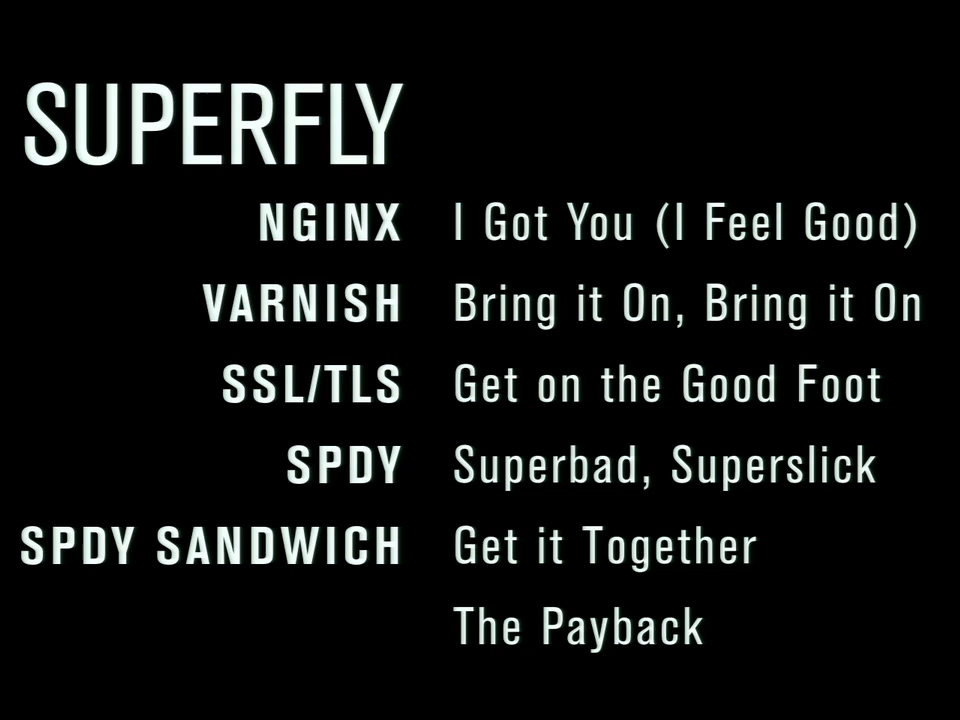 SUPERFLY
NGINX I Got You (I Feel Good)
VARNISH Bring it On, Bring it On
SSL/TLS Get on the Good Foot
SPDY Superbad, Superslick
SPDY SANDWICH Get it Together
The Payback